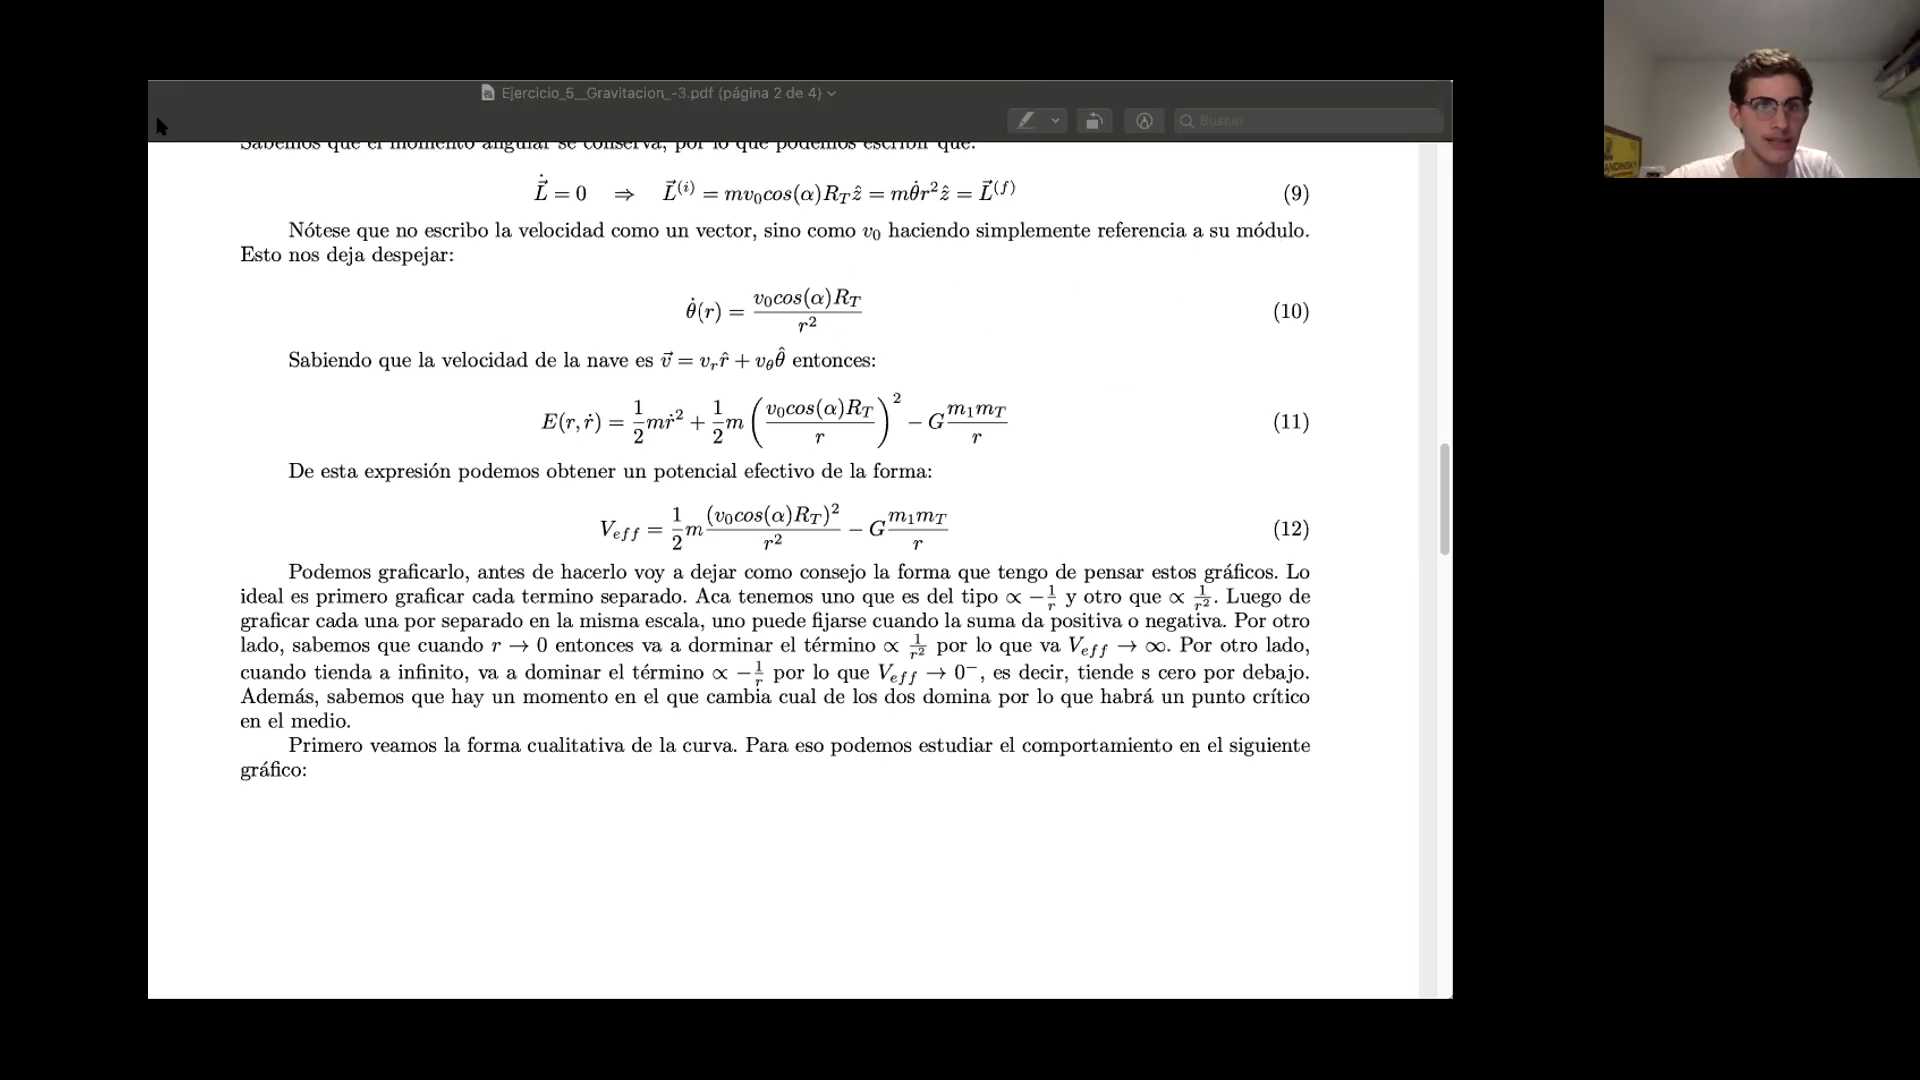 Ejercicio_5__Gravitacion_-3.pdf (página 2 de 4)
Buscar
Sabemos que el momento angular se conserva, por lo que podemos escribir que:
$\dot{\vec{L}} = 0 \quad \Rightarrow \quad \vec{L}^{(i)} = mv_0cos(\alpha)R_T\hat{z} = m\dot{\theta}r^2\hat{z} = \vec{L}^{(f)}$ (9)
Nótese que no escribo la velocidad como un vector, sino como $v_0$ haciendo simplemente referencia a su módulo.
Esto nos deja despejar:
$\dot{\theta}(r) = \frac{v_0cos(\alpha)R_T}{r^2}$ (10)
Sabiendo que la velocidad de la nave es $\vec{v} = v_r\hat{r} + v_\theta\hat{\theta}$ entonces:
$E(r, \dot{r}) = \frac{1}{2}m\dot{r}^2 + \frac{1}{2}m\left(\frac{v_0cos(\alpha)R_T}{r}\right)^2 - G\frac{m_1m_T}{r}$ (11)
De esta expresión podemos obtener un potencial efectivo de la forma:
$V_{eff} = \frac{1}{2}m\frac{(v_0cos(\alpha)R_T)^2}{r^2} - G\frac{m_1m_T}{r}$ (12)
Podemos graficarlo, antes de hacerlo voy a dejar como consejo la forma que tengo de pensar estos gráficos. Lo
ideal es primero graficar cada termino separado. Aca tenemos uno que es del tipo $\propto -\frac{1}{r}$ y otro que $\propto \frac{1}{r^2}$. Luego de
graficar cada una por separado en la misma escala, uno puede fijarse cuando la suma da positiva o negativa. Por otro
lado, sabemos que cuando $r \to 0$ entonces va a dorminar el término $\propto \frac{1}{r^2}$ por lo que va $V_{eff} \to \infty$. Por otro lado,
cuando tienda a infinito, va a dominar el término $\propto -\frac{1}{r}$ por lo que $V_{eff} \to 0^-$, es decir, tiende s cero por debajo.
Además, sabemos que hay un momento en el que cambia cual de los dos domina por lo que habrá un punto crítico
en el medio.
Primero veamos la forma cualitativa de la curva. Para eso podemos estudiar el comportamiento en el siguiente
gráfico: